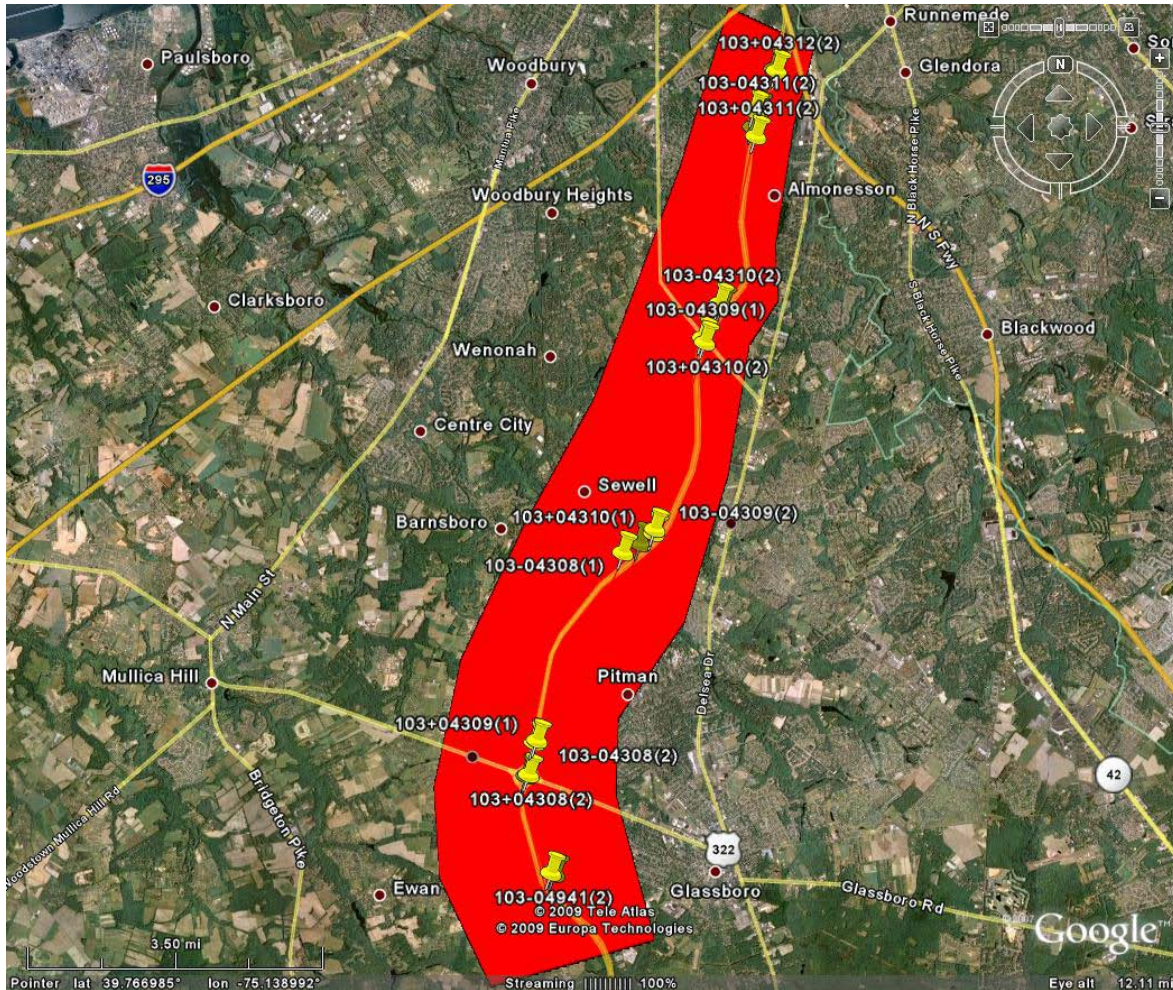 Runnemede
103+04312(2)
Paulsboro
Woodbury
Glendora
N
103-04311(2)
103+04311(2)
Mantua Pike
295
Woodbury Heights
Almonesson
N Black Horse Pike
N S Fwy
103-04310(2)
Clarksboro
103-04309(1)
S Black Horse Pike
Blackwood
Wenonah
103+04310(2)
Centre City
Sewell
Barnsboro
103+04310(1)
103-04309(2)
103-04308(1)
N Main St
Mullica Hill
Pitman
Delsea Dr
103+04309(1)
103-04308(2)
42
103+04308(2)
Woodstown Mullica Hill Rd
Bridgeton Pike
322
Ewan
103-04941(2)
Glassboro
Glassboro Rd
© 2009 Tele Atlas
© 2009 Europa Technologies
Google
3.50 mi
Pointer lat 39.766985° lon -75.138992°
Streaming |||||||||| 100%
Eye alt 12.11 m